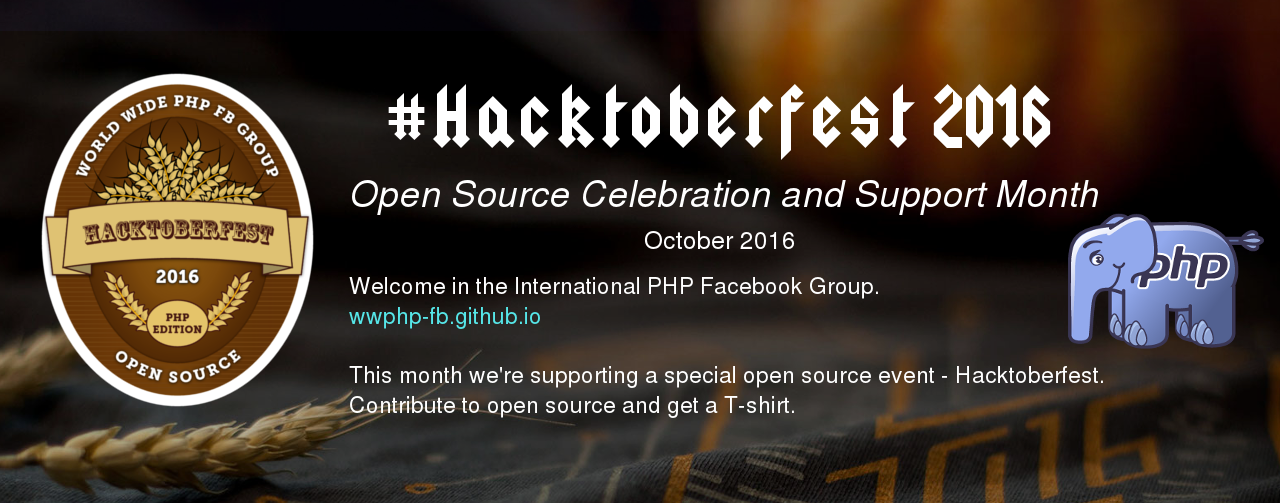 WORLD WIDE PHP FB GROUP
HACKTOBERFEST
2016
PHP
EDITION
OPEN SOURCE
#Hacktoberfest 2016
Open Source Celebration and Support Month
October 2016
Welcome in the International PHP Facebook Group.
wwphp-fb.github.io
This month we're supporting a special open source event - Hacktoberfest.
Contribute to open source and get a T-shirt.
php